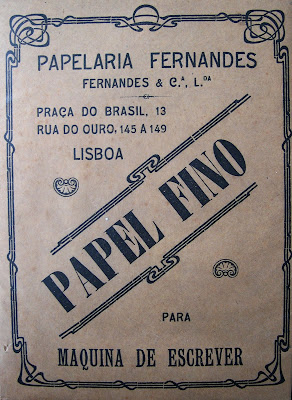 PAPELARIA FERNANDES
FERNANDES & C.ᴬ, L.ᴰᴬ
PRAÇA DO BRASIL, 13
RUA DO OURO, 145 A 149
LISBOA
PAPEL FINO
PARA
MAQUINA DE ESCREVER